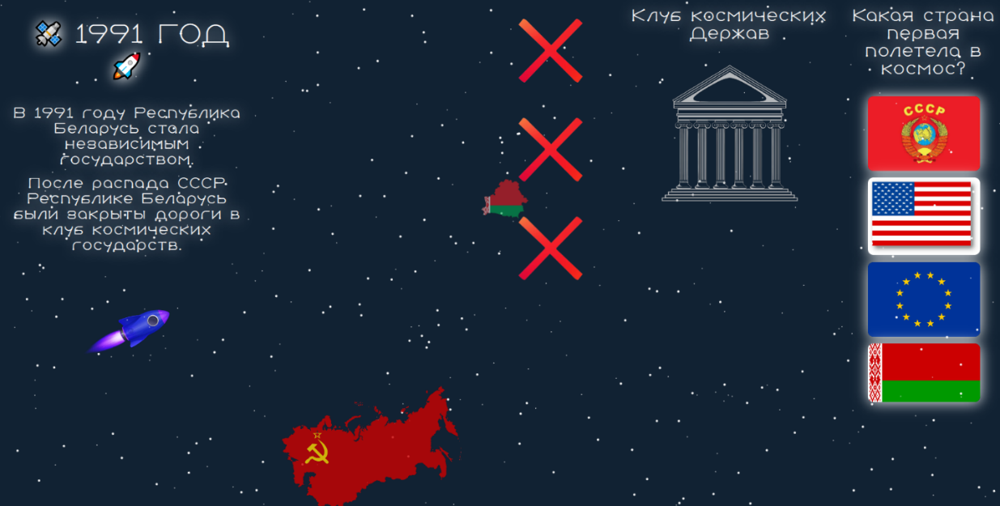 1991 ГОД
В 1991 году Республика
Беларусь стала
независимым
государством.
После распада СССР
Республике Беларусь
были закрыты дороги в
клуб космических
государств.
Клуб космических
Держав
Какая страна
первая
полетела в
космос?
СССР